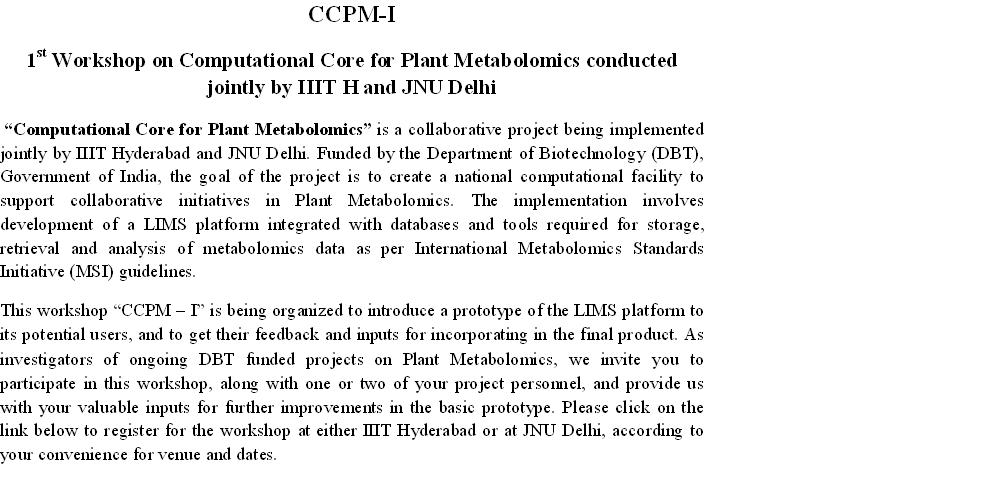 CCPM-I
1st Workshop on Computational Core for Plant Metabolomics conducted
jointly by IIIT H and JNU Delhi
“Computational Core for Plant Metabolomics” is a collaborative project being implemented
jointly by IIIT Hyderabad and JNU Delhi. Funded by the Department of Biotechnology (DBT),
Government of India, the goal of the project is to create a national computational facility to
support collaborative initiatives in Plant Metabolomics. The implementation involves
development of a LIMS platform integrated with databases and tools required for storage,
retrieval and analysis of metabolomics data as per International Metabolomics Standards
Initiative (MSI) guidelines.
This workshop “CCPM – I” is being organized to introduce a prototype of the LIMS platform to
its potential users, and to get their feedback and inputs for incorporating in the final product. As
investigators of ongoing DBT funded projects on Plant Metabolomics, we invite you to
participate in this workshop, along with one or two of your project personnel, and provide us
with your valuable inputs for further improvements in the basic prototype. Please click on the
link below to register for the workshop at either IIIT Hyderabad or at JNU Delhi, according to
your convenience for venue and dates.